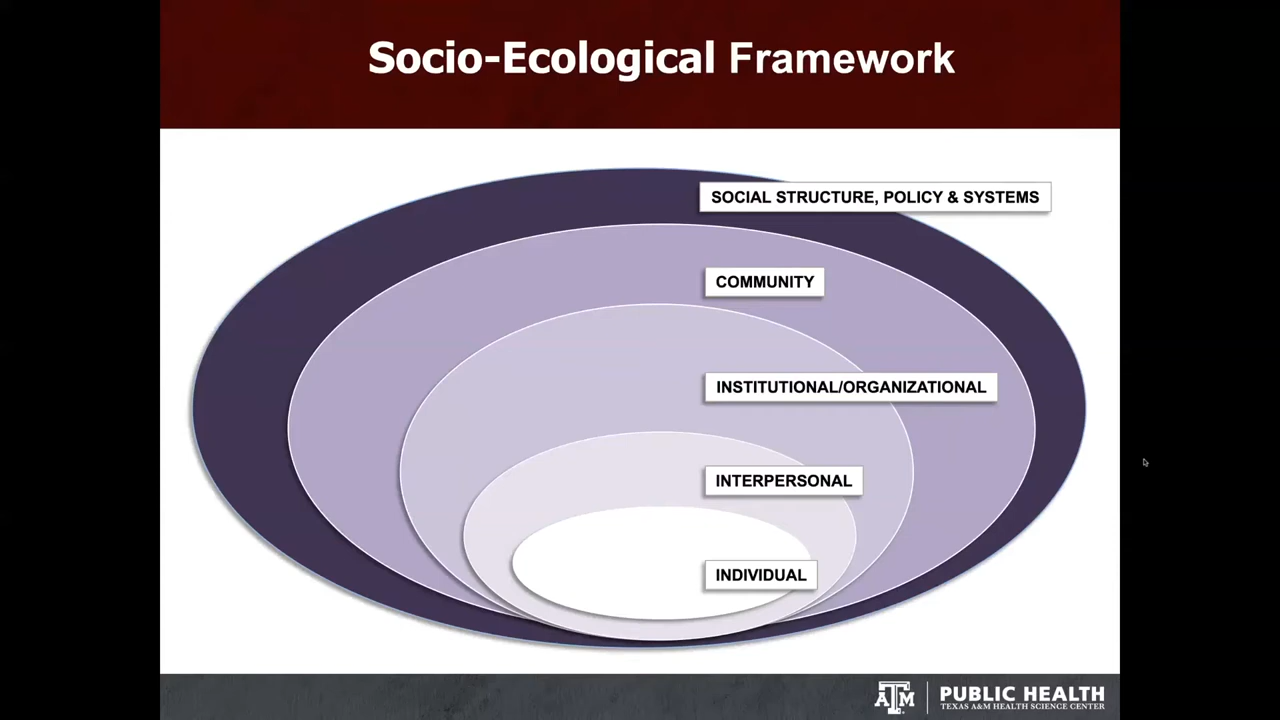 Socio-Ecological Framework
SOCIAL STRUCTURE, POLICY & SYSTEMS
COMMUNITY
INSTITUTIONAL/ORGANIZATIONAL
INTERPERSONAL
INDIVIDUAL
ATM
PUBLIC HEALTH
TEXAS A&M HEALTH SCIENCE CENTER